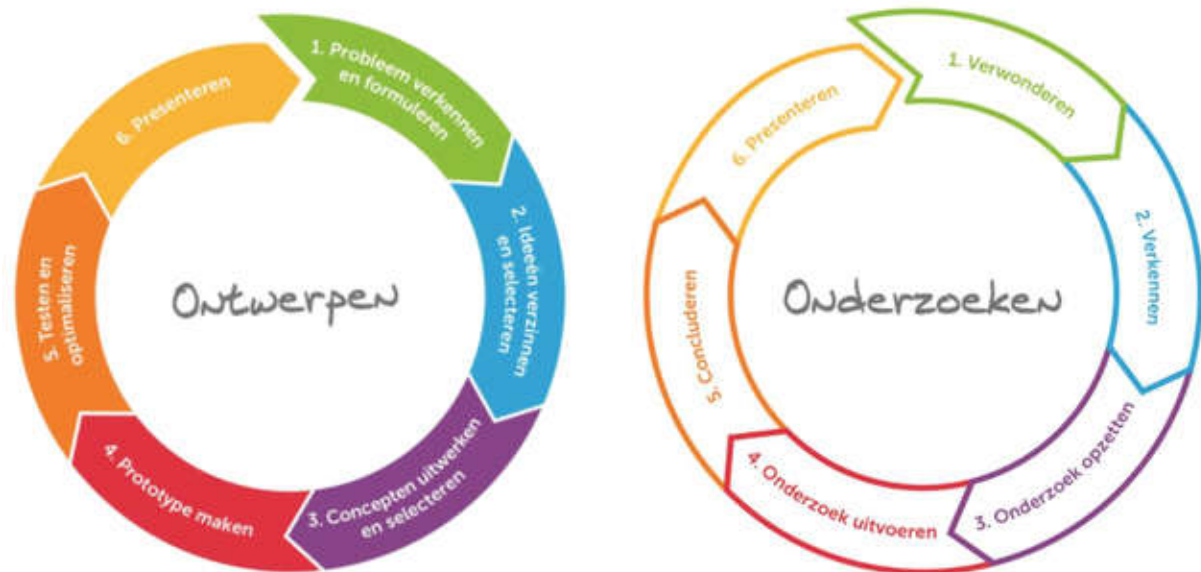 1. Probleem verkennen
en formuleren
2. Ideeën verzinnen
en selecteren
3. Concepten uitwerken
en selecteren
4. Prototype maken
5. Testen en
optimaliseren
6. Presenteren
Ontwerpen
1. Verwonderen
2. Verkennen
3. Onderzoek opzetten
4. Onderzoek uitvoeren
5. Concluderen
6. Presenteren
Onderzoeken